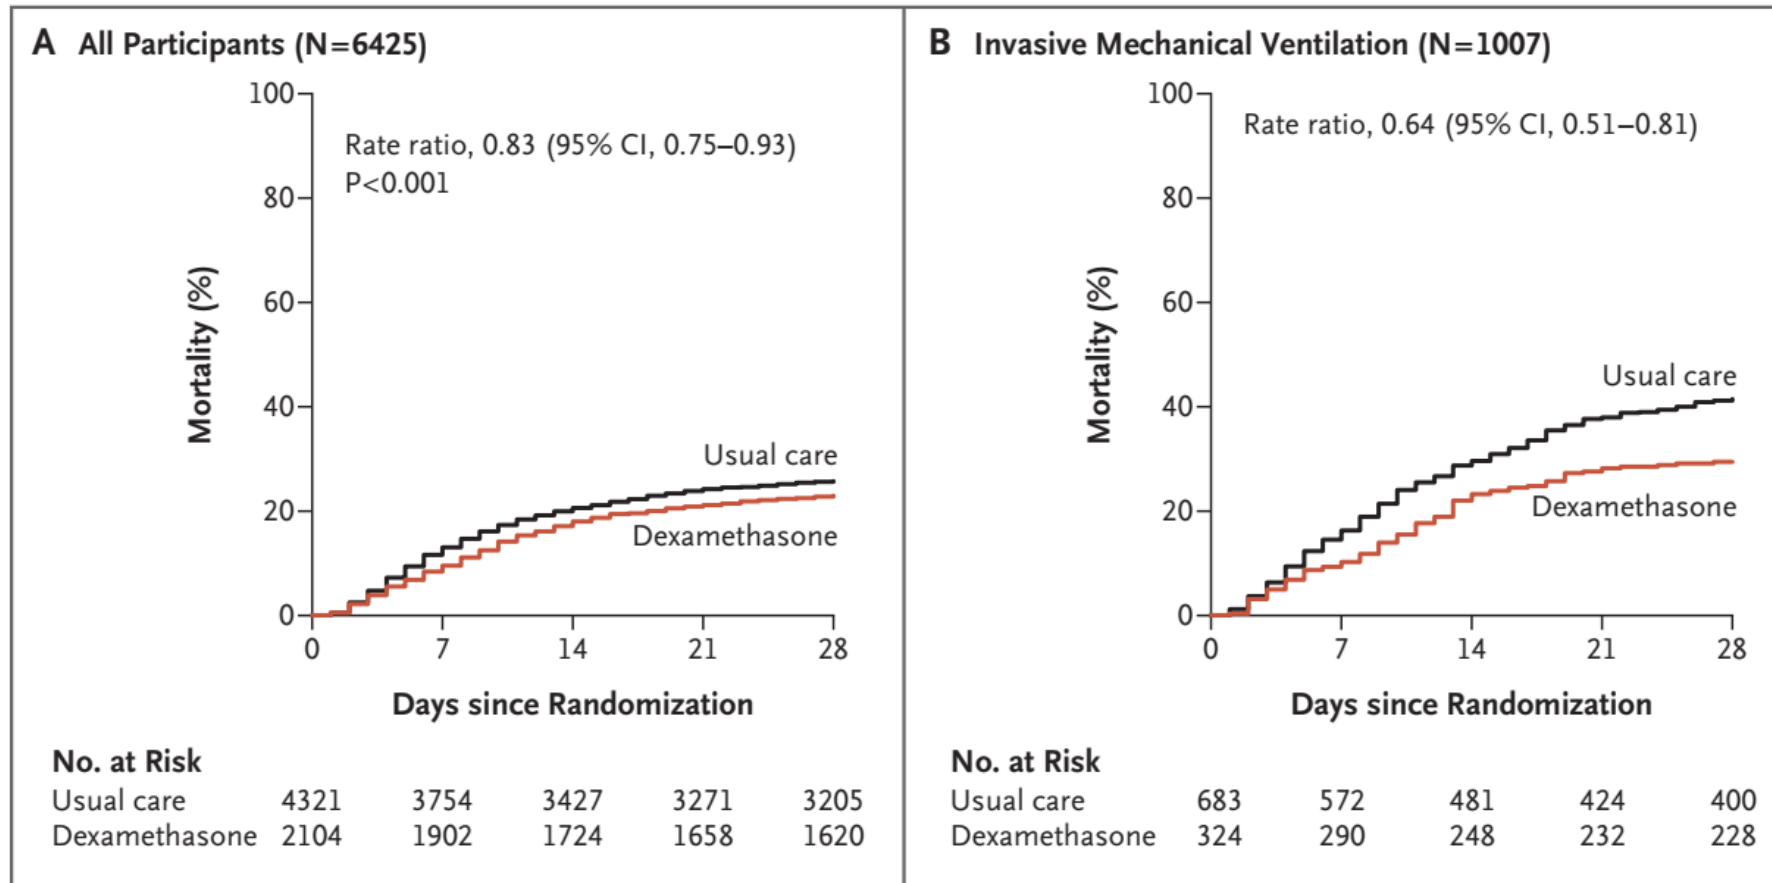 A All Participants (N=6425)
100
Rate ratio, 0.83 (95% CI, 0.75–0.93)
P<0.001
80
60
Mortality (%)
40
Usual care
20
Dexamethasone
0
0 7 14 21 28
Days since Randomization
No. at Risk
Usual care 4321 3754 3427 3271 3205
Dexamethasone 2104 1902 1724 1658 1620
B Invasive Mechanical Ventilation (N=1007)
100
Rate ratio, 0.64 (95% CI, 0.51–0.81)
80
60
Mortality (%)
Usual care
40
20
Dexamethasone
0
0 7 14 21 28
Days since Randomization
No. at Risk
Usual care 683 572 481 424 400
Dexamethasone 324 290 248 232 228